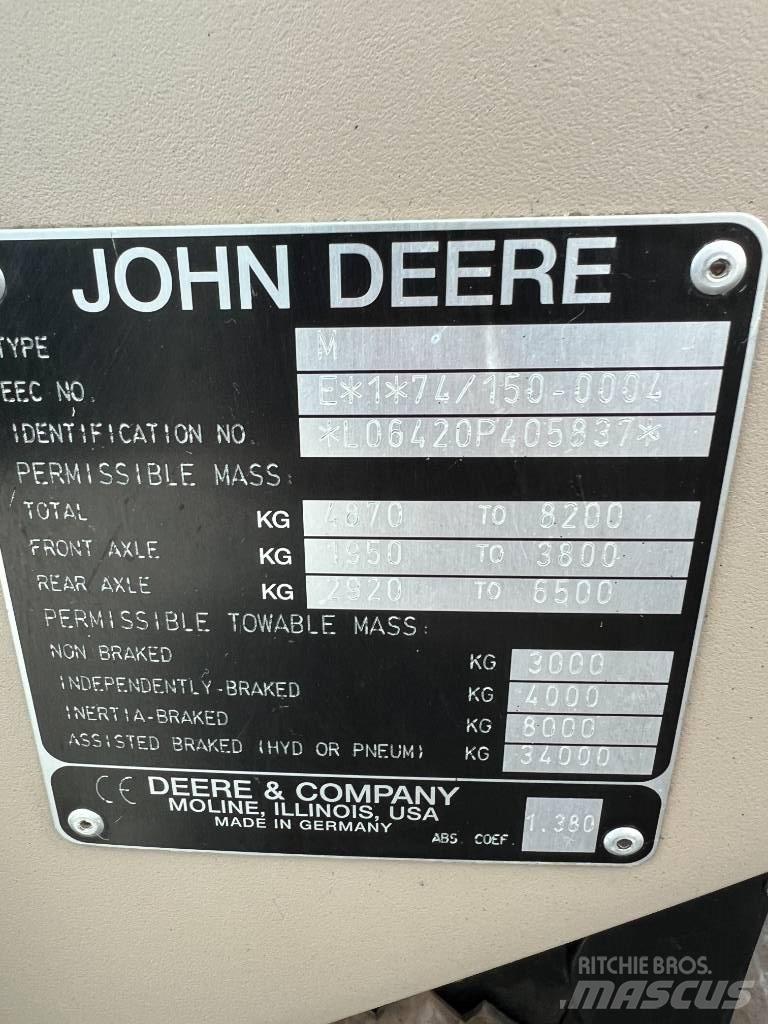 JOHN DEERE
TYPE M
EEC NO. E*1*74/150-0004
IDENTIFICATION NO. *L06420P405837*
PERMISSIBLE MASS:
TOTAL KG 4870 TO 8200
FRONT AXLE KG 1950 TO 3800
REAR AXLE KG 2920 TO 6500
PERMISSIBLE TOWABLE MASS:
NON BRAKED KG 3000
INDEPENDENTLY-BRAKED KG 4000
INERTIA-BRAKED KG 8000
ASSISTED BRAKED (HYD OR PNEUM) KG 34000
CE DEERE & COMPANY
MOLINE, ILLINOIS, USA
MADE IN GERMANY ABS. COEF. 1.380
RITCHIE BROS.
MASCUS